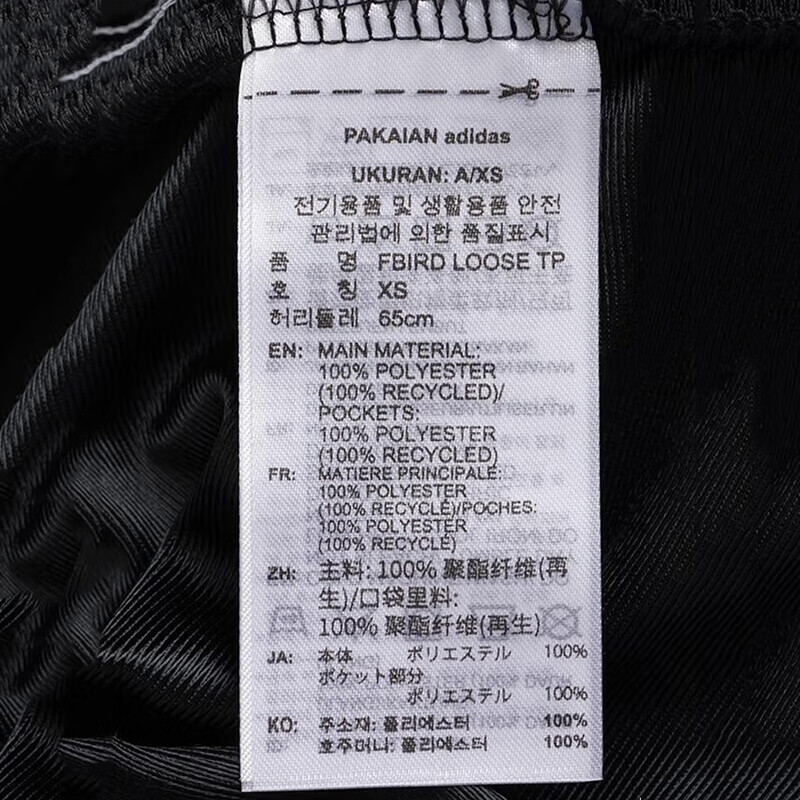 PAKAIAN adidas
UKURAN: A/XS
전기용품 및 생활용품 안전
관리법에 의한 품질표시
품 명 FBIRD LOOSE TP
호 칭 XS
허리둘레 65cm
EN: MAIN MATERIAL:
100% POLYESTER
(100% RECYCLED)/
POCKETS:
100% POLYESTER
(100% RECYCLED)
FR: MATIERE PRINCIPALE:
100% POLYESTER
(100% RECYCLÉ)/POCHES:
100% POLYESTER
(100% RECYCLÉ)
ZH: 主料: 100% 聚酯纤维(再
生)/口袋里料:
100% 聚酯纤维(再生)
JA: 本体 ポリエステル 100%
ポケット部分
ポリエステル 100%
KO: 주소재: 폴리에스터 100%
호주머니: 폴리에스터 100%